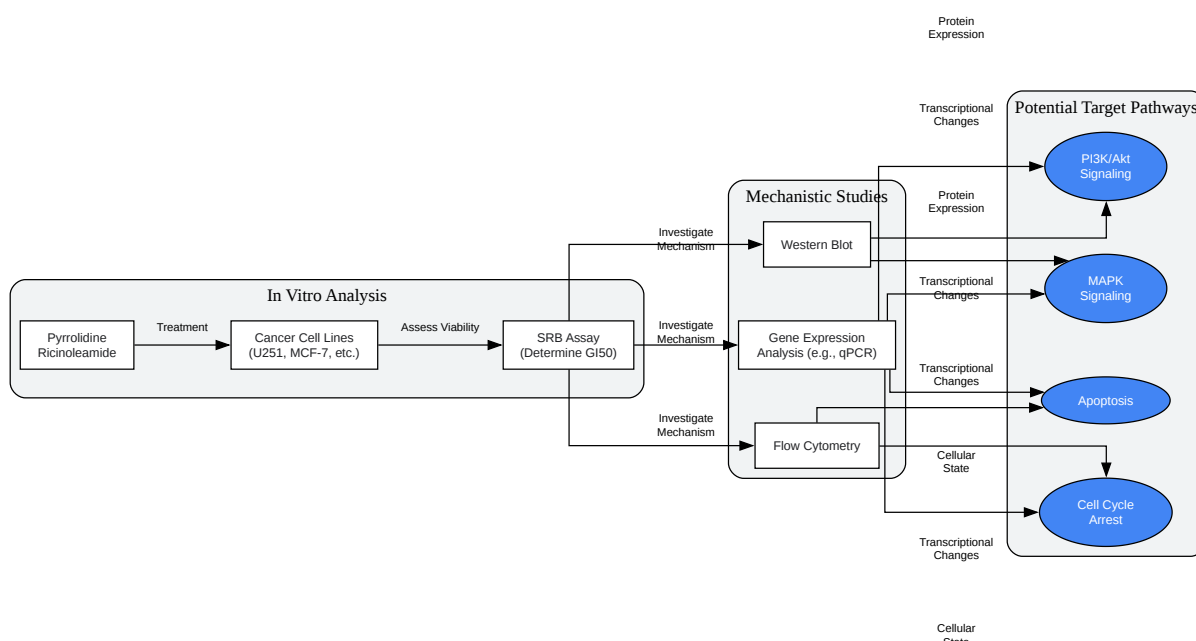 Protein
Expression
Transcriptional
Changes
Potential Target Pathways
PI3K/Akt
Signaling
Mechanistic Studies
Protein
Expression
Investigate
Mechanism
Western Blot
In Vitro Analysis
Transcriptional
Changes
MAPK
Signaling
Pyrrolidine
Ricinoleamide
Treatment
Cancer Cell Lines
(U251, MCF-7, etc.)
Assess Viability
SRB Assay
(Determine GI50)
Investigate
Mechanism
Gene Expression
Analysis (e.g., qPCR)
Transcriptional
Changes
Apoptosis
Investigate
Mechanism
Flow Cytometry
Cellular
State
Cell Cycle
Arrest
Transcriptional
Changes
Cellular
State